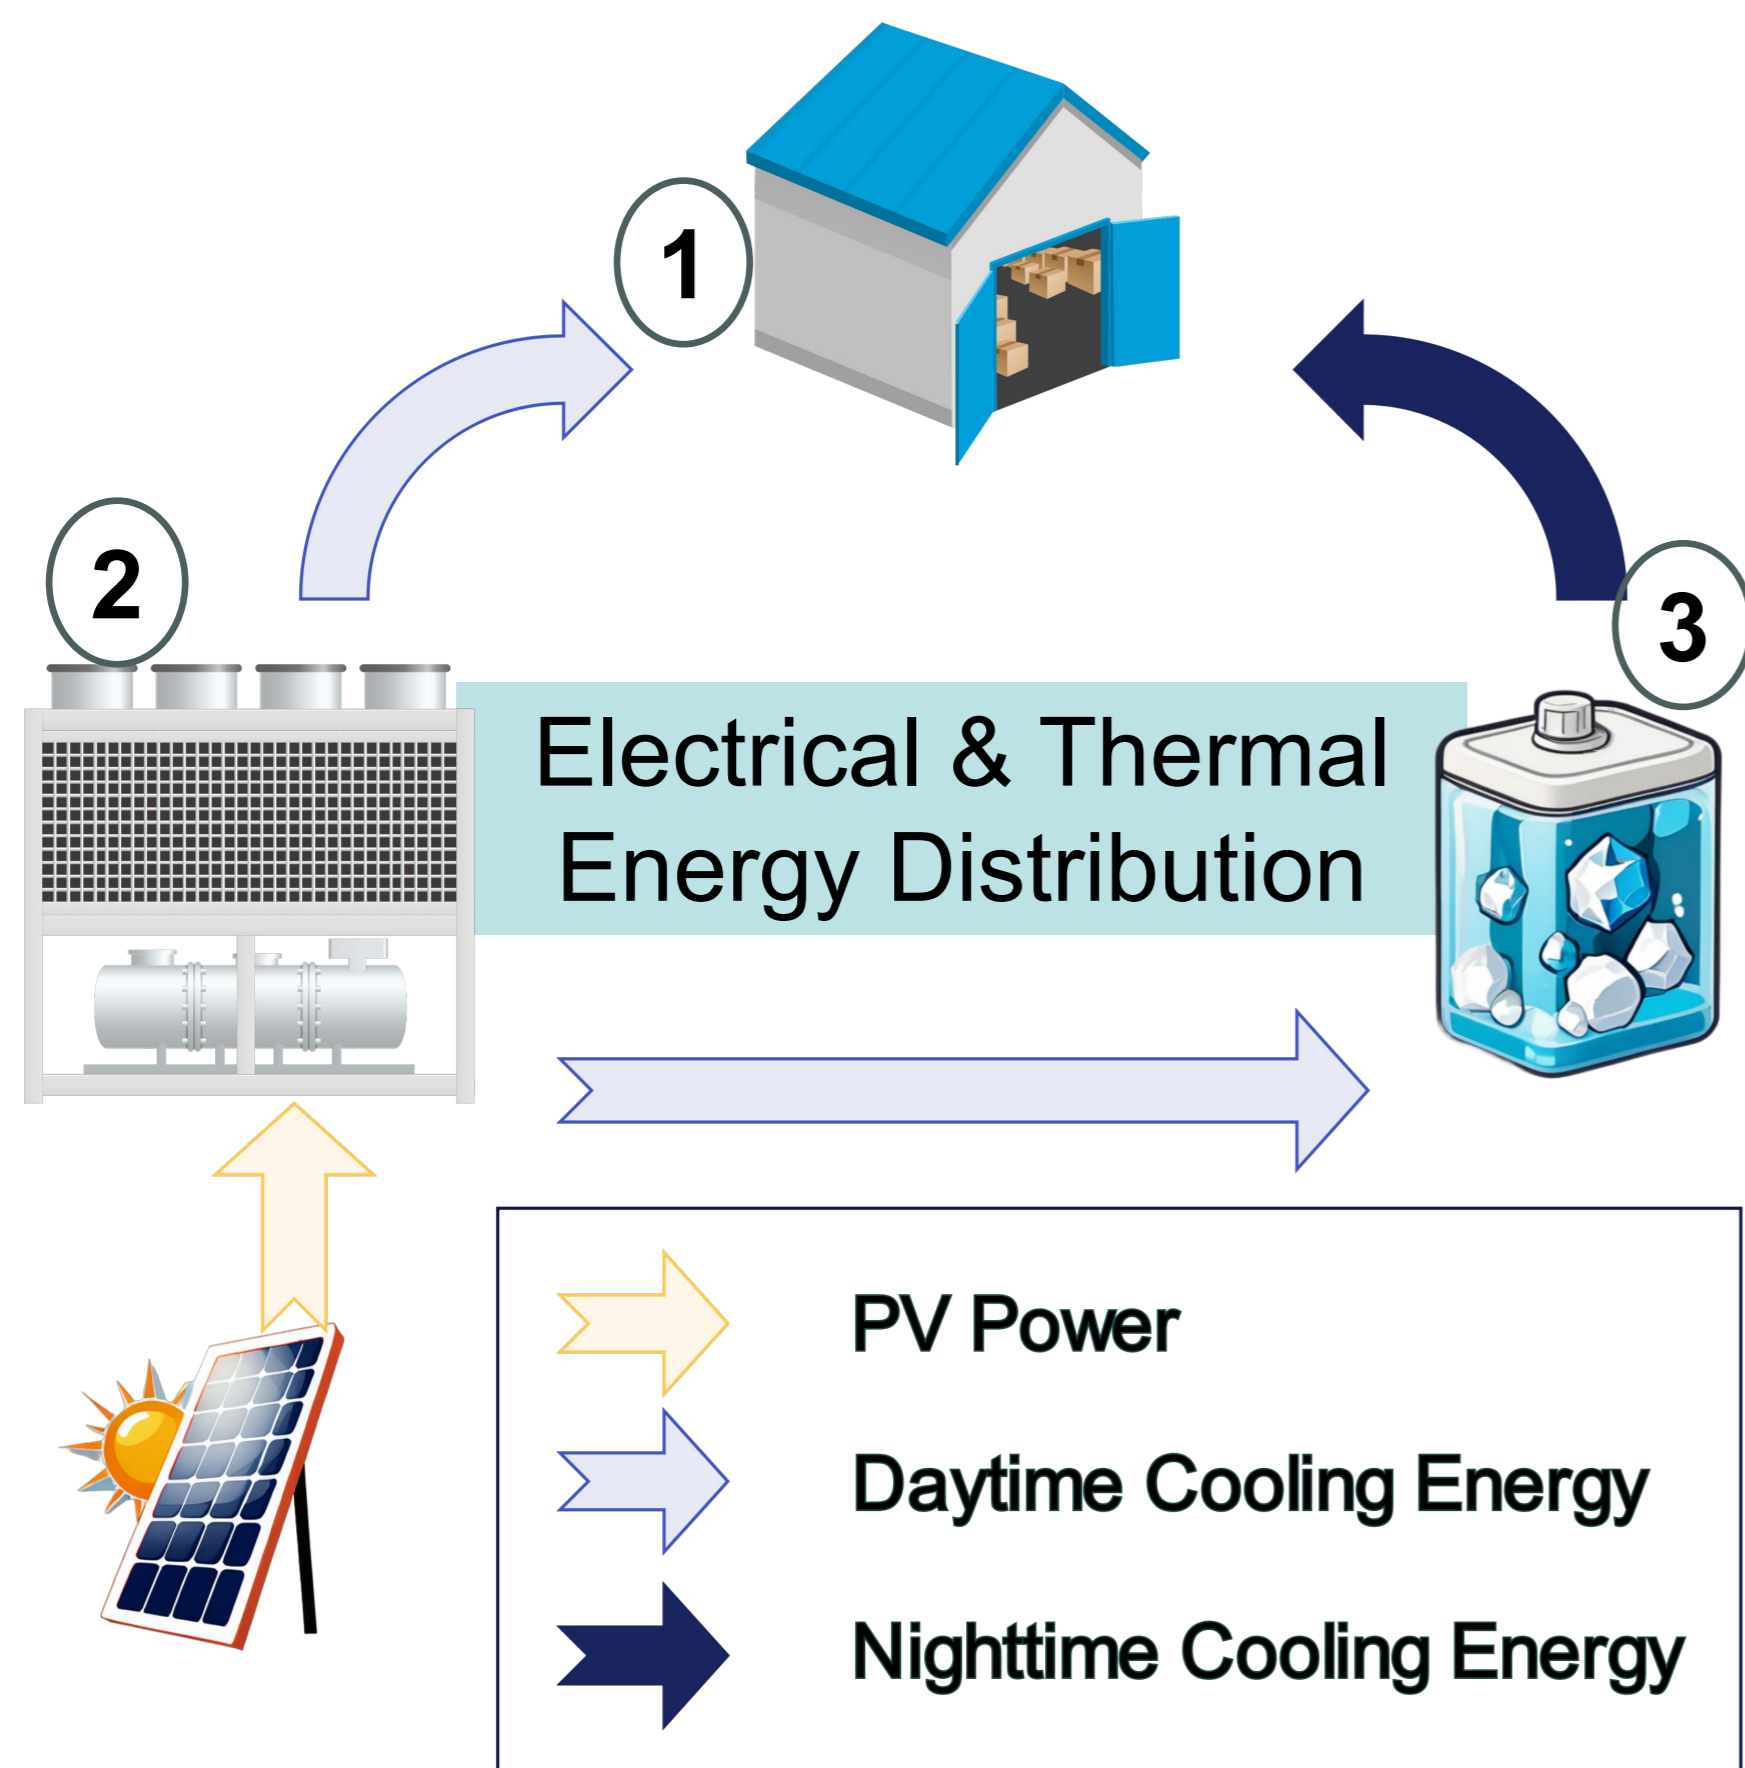 1
2
3
Electrical & Thermal
Energy Distribution
PV Power
Daytime Cooling Energy
Nighttime Cooling Energy